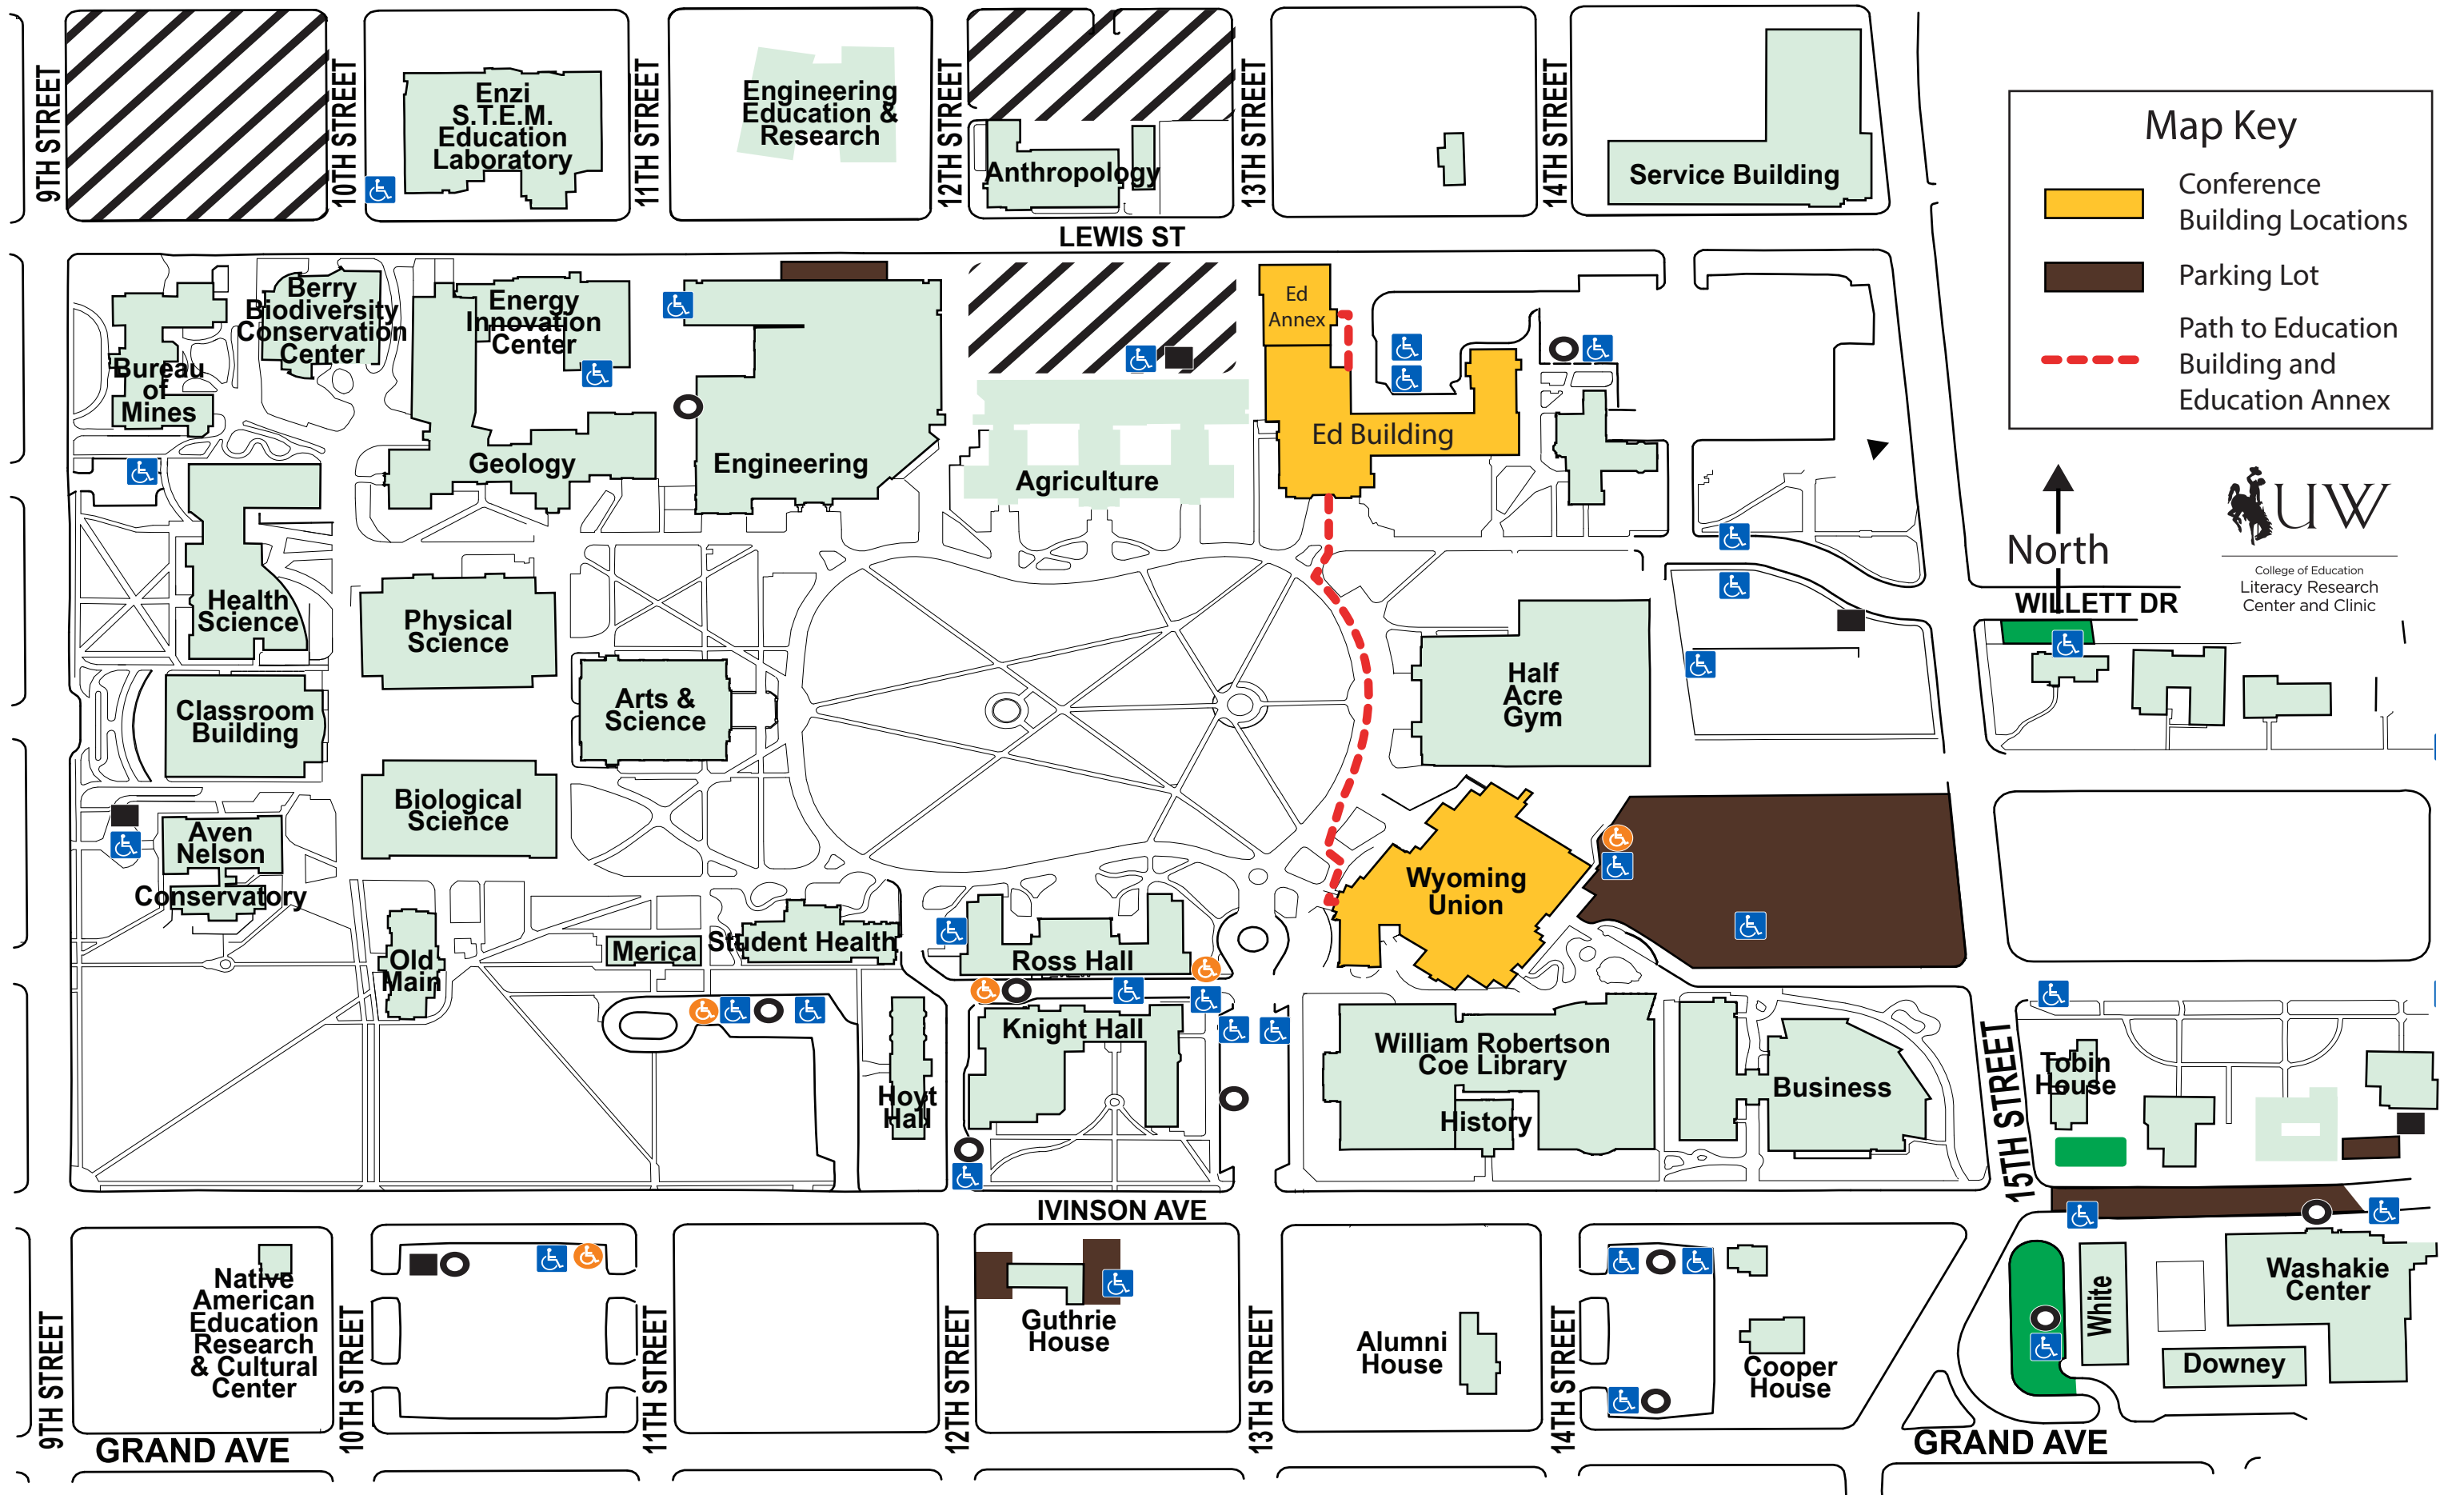 9TH STREET
10TH STREET
Enzi
S.T.E.M.
Education
Laboratory
11TH STREET
Engineering
Education &
Research
12TH STREET
Anthropology
13TH STREET
14TH STREET
Service Building
Map Key
Conference
Building Locations
Parking Lot
Path to Education
Building and
Education Annex
LEWIS ST
Bureau
of
Mines
Berry
Biodiversity
Conservation
Center
Energy
Innovation
Center
Geology
Engineering
Agriculture
Ed
Annex
Ed Building
North
UW
College of Education
Literacy Research
Center and Clinic
WILLETT DR
Health
Science
Physical
Science
Classroom
Building
Arts &
Science
Half
Acre
Gym
Biological
Science
Aven
Nelson
Conservatory
Old
Main
Merica
Student Health
Ross Hall
Wyoming
Union
Knight Hall
Hoyt
Hall
William Robertson
Coe Library
History
Business
15TH STREET
Tobin
House
IVINSON AVE
Native
American
Education
Research
& Cultural
Center
9TH STREET
10TH STREET
11TH STREET
12TH STREET
Guthrie
House
13TH STREET
Alumni
House
14TH STREET
Cooper
House
White
Washakie
Center
Downey
GRAND AVE
GRAND AVE